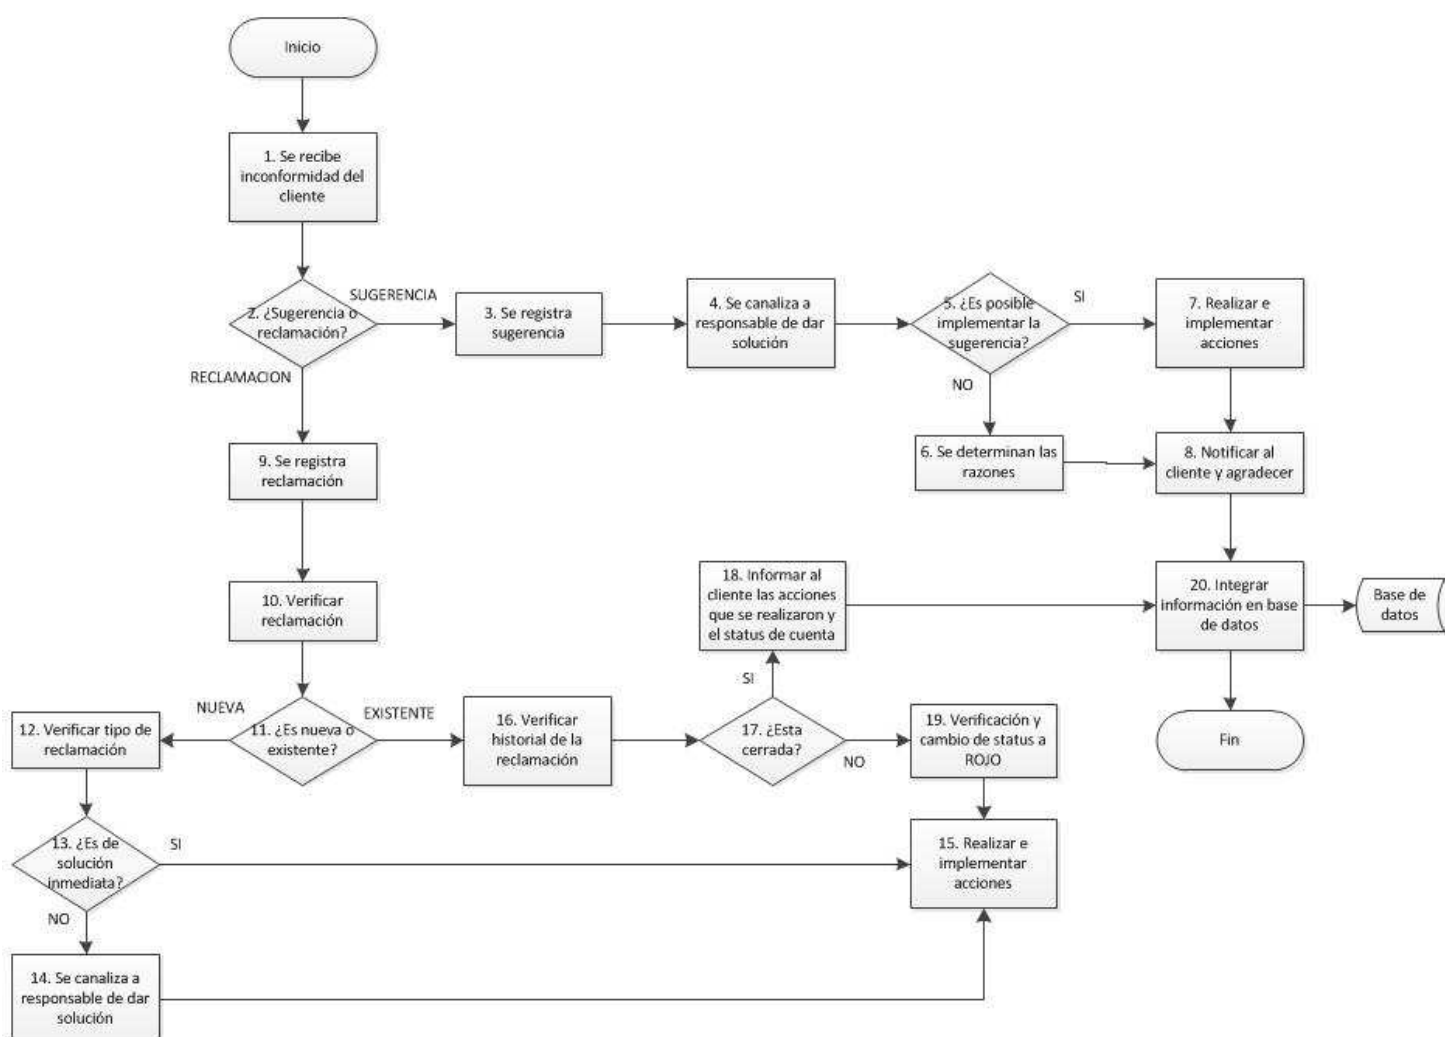 Inicio
1. Se recibe
inconformidad del
cliente
2. ¿Sugerencia o
reclamación?
SUGERENCIA
RECLAMACION
3. Se registra
sugerencia
4. Se canaliza a
responsable de dar
solución
5. ¿Es posible
implementar la
sugerencia?
SI
NO
7. Realizar e
implementar
acciones
6. Se determinan las
razones
8. Notificar al
cliente y agradecer
9. Se registra
reclamación
10. Verificar
reclamación
18. Informar al
cliente las acciones
que se realizaron y
el status de cuenta
20. Integrar
información en base
de datos
Base de
datos
11. ¿Es nueva o
existente?
NUEVA
EXISTENTE
12. Verificar tipo de
reclamación
16. Verificar
historial de la
reclamación
17. ¿Esta
cerrada?
SI
NO
19. Verificación y
cambio de status a
ROJO
Fin
13. ¿Es de
solución
inmediata?
SI
NO
15. Realizar e
implementar
acciones
14. Se canaliza a
responsable de dar
solución